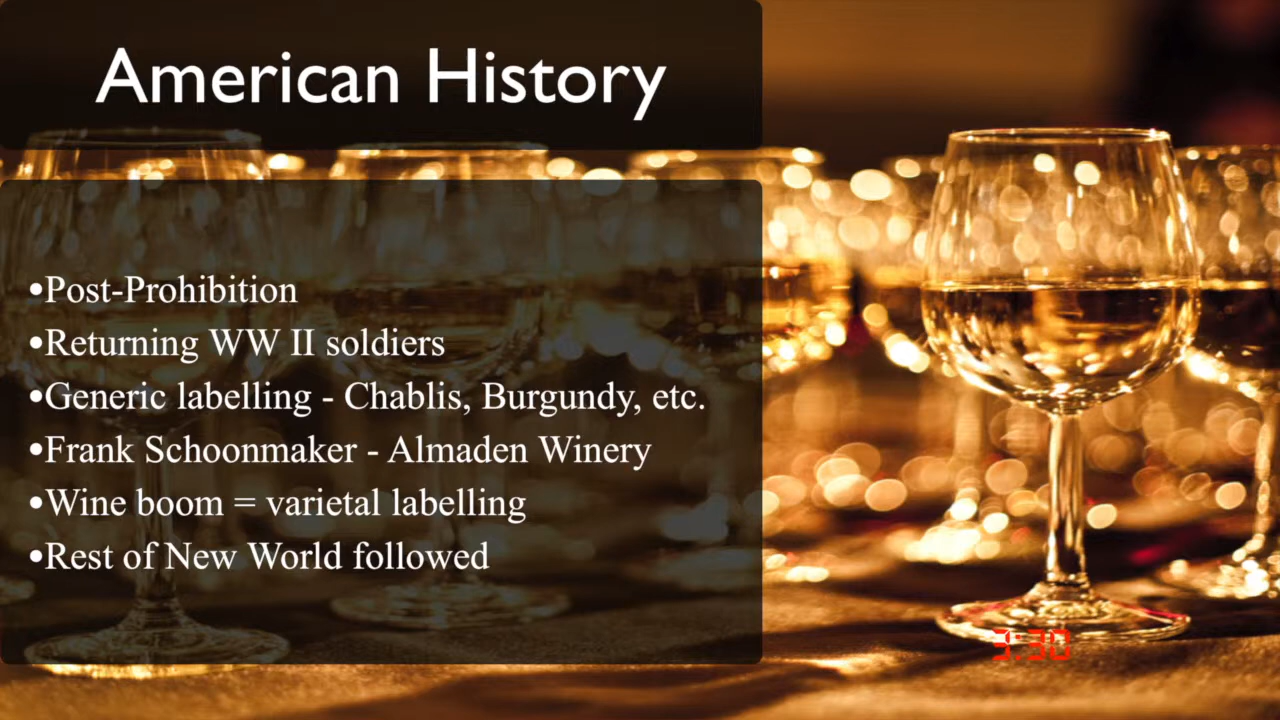 American History
•Post-Prohibition
•Returning WW II soldiers
•Generic labelling - Chablis, Burgundy, etc.
•Frank Schoonmaker - Almaden Winery
•Wine boom = varietal labelling
•Rest of New World followed
3:30